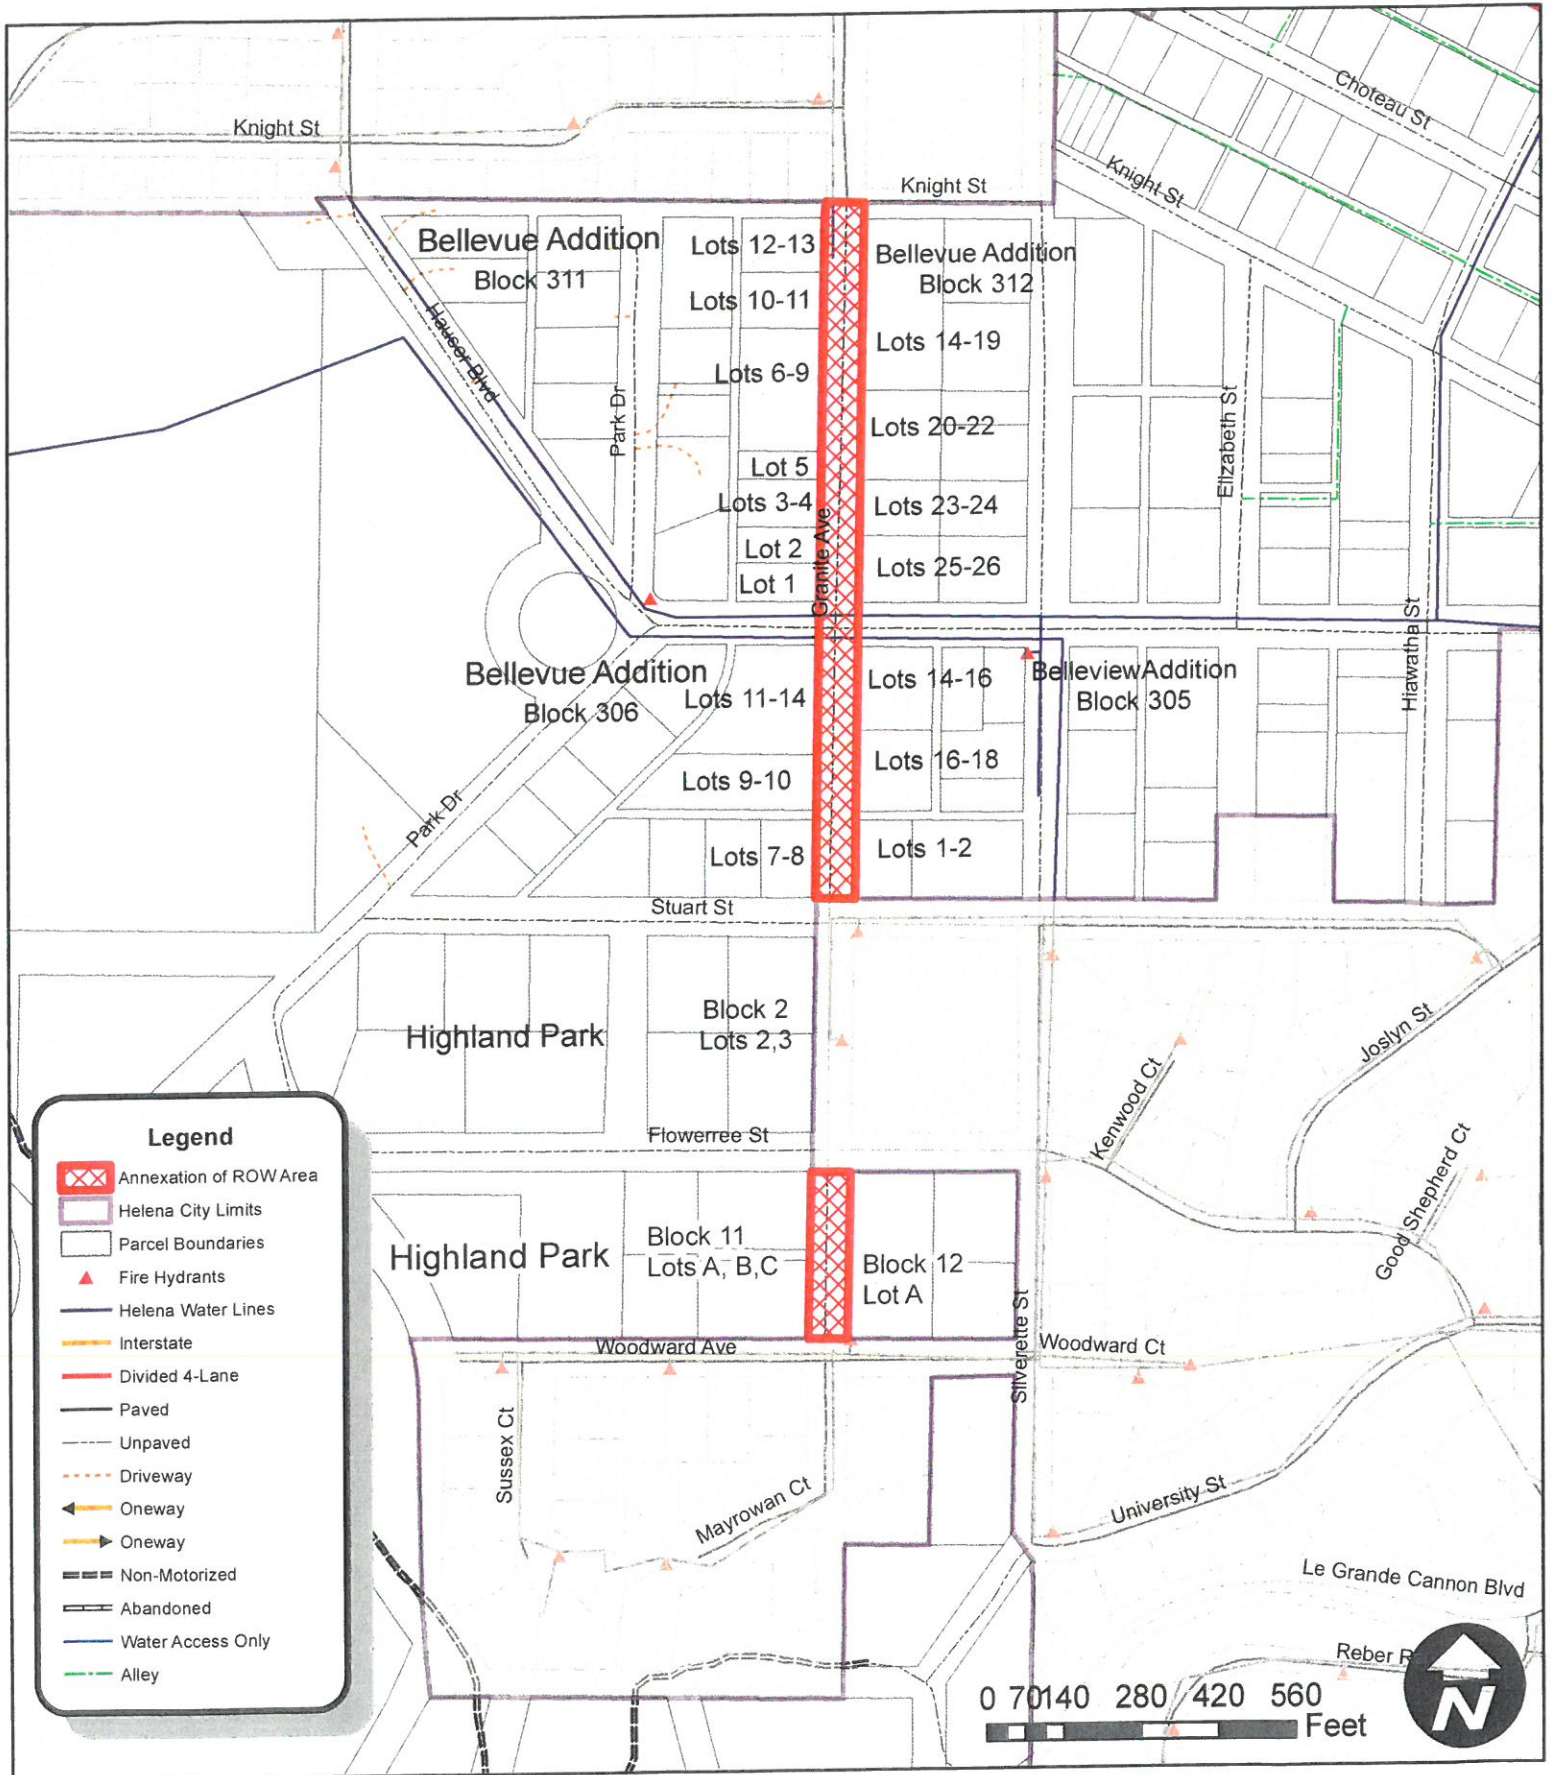 Choteau St
Knight St
Knight St
Knight St
Bellevue Addition
Block 311
Lots 12-13
Bellevue Addition
Block 312
Lots 10-11
Hauser Blvd
Lots 14-19
Lots 6-9
Park Dr
Lots 20-22
Elizabeth St
Lot 5
Lots 3-4
Lots 23-24
Granite Ave
Lot 2
Lots 25-26
Lot 1
Hiawatha St
Bellevue Addition
Block 306
Lots 11-14
Lots 14-16
Belleview Addition
Block 305
Lots 9-10
Lots 16-18
Park Dr
Lots 7-8
Lots 1-2
Stuart St
Highland Park
Block 2
Lots 2,3
Joslyn St
Kenwood Ct
Flowerree St
Good Shepherd Ct
Highland Park
Block 11
Lots A, B,C
Block 12
Lot A
Silverette St
Woodward Ave
Woodward Ct
Sussex Ct
Mayrowan Ct
University St
Le Grande Cannon Blvd
Reber R
Legend
Annexation of ROW Area
Helena City Limits
Parcel Boundaries
Fire Hydrants
Helena Water Lines
Interstate
Divided 4-Lane
Paved
Unpaved
Driveway
Oneway
Oneway
Non-Motorized
Abandoned
Water Access Only
Alley
0 70 140 280 420 560
Feet
N